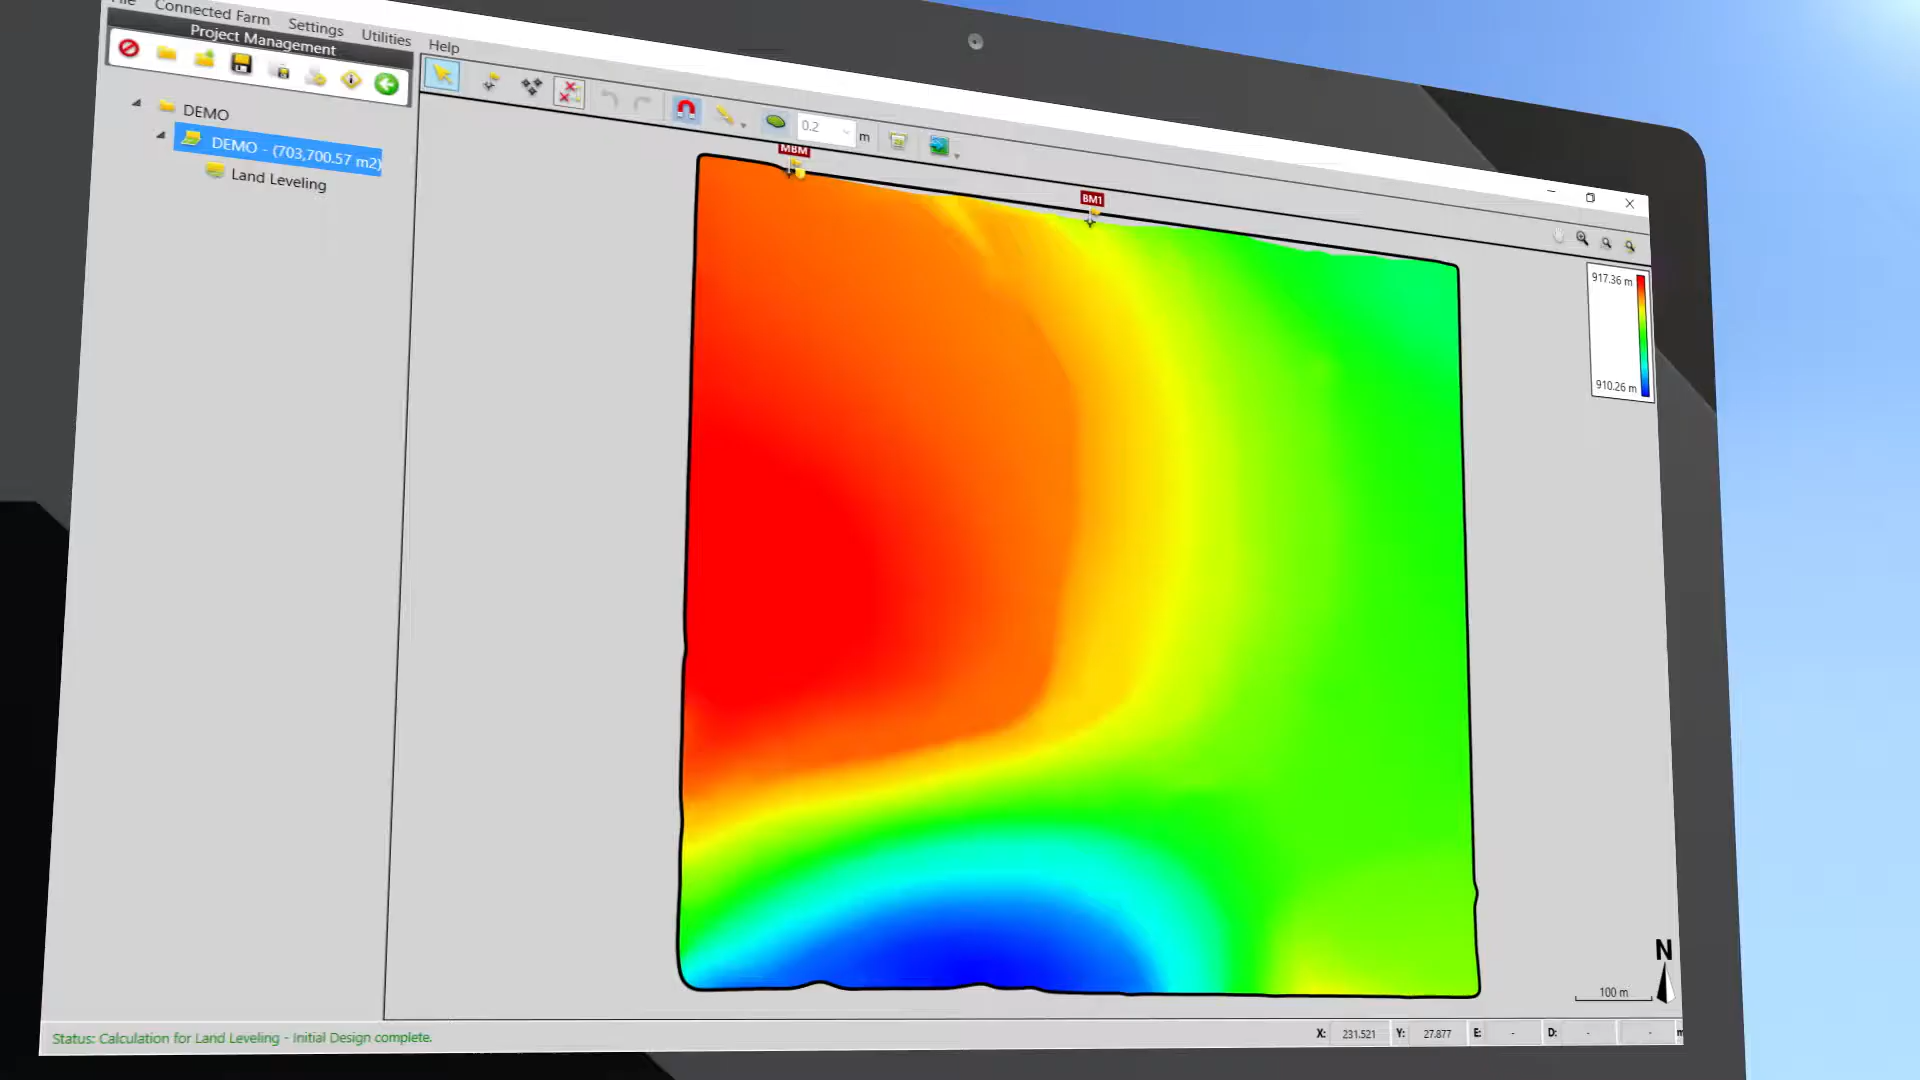 Connected Farm Settings Utilities Help
Project Management
DEMO
DEMO - (703,700.57 m2)
Land Leveling
0.2 m
MBM
BM1
917.36 m
910.26 m
N
100 m
Status: Calculation for Land Leveling - Initial Design complete.
X: 231.521 Y: 27.877 E: - D: - -